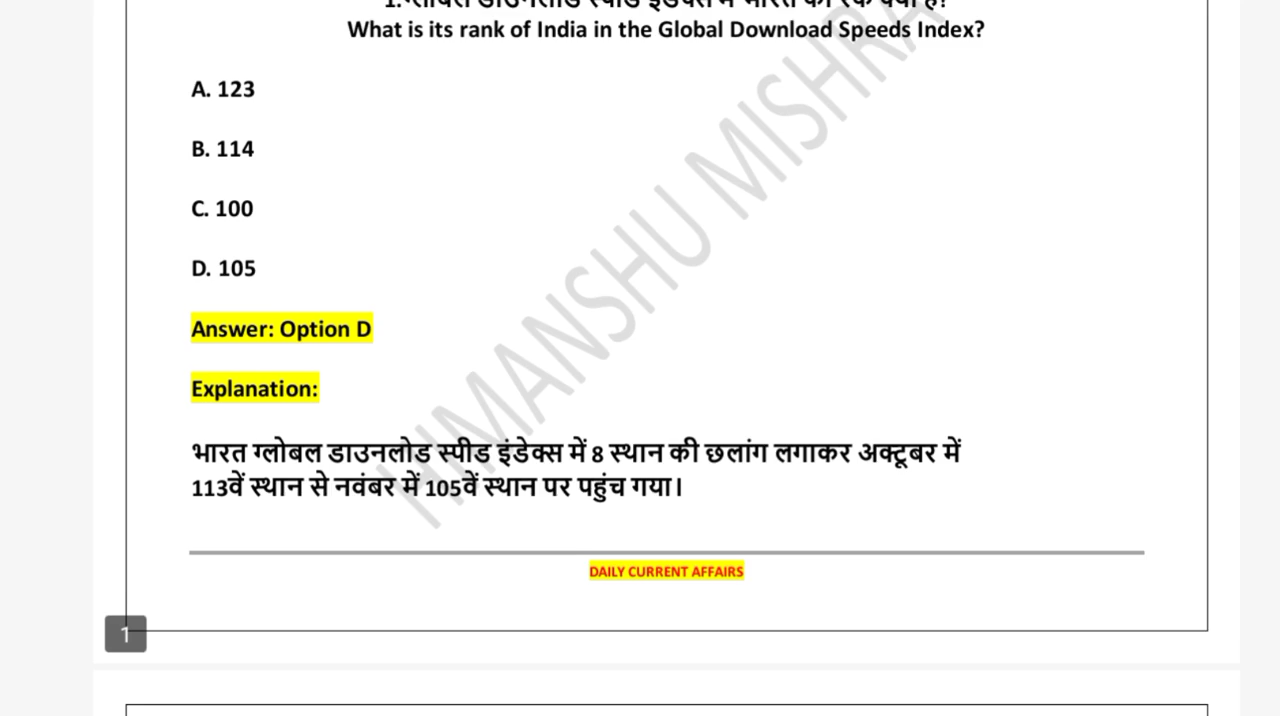 What is its rank of India in the Global Download Speeds Index?
A. 123
B. 114
C. 100
D. 105
Answer: Option D
Explanation:
भारत ग्लोबल डाउनलोड स्पीड इंडेक्स में 8 स्थान की छलांग लगाकर अक्टूबर में
113वें स्थान से नवंबर में 105वें स्थान पर पहुंच गया।
HIMANSHU MISHRA
DAILY CURRENT AFFAIRS
1